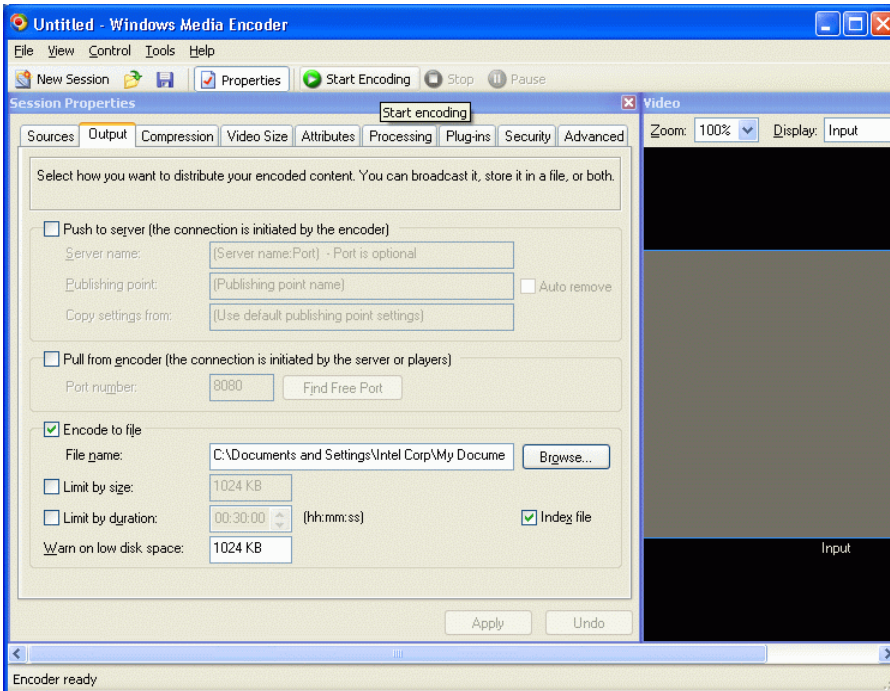 Untitled - Windows Media Encoder
File View Control Tools Help
New Session Properties Start Encoding Stop Pause
Session Properties
Start encoding
Video
Sources Output Compression Video Size Attributes Processing Plug-ins Security Advanced
Zoom: 100% Display: Input
Select how you want to distribute your encoded content. You can broadcast it, store it in a file, or both.
Push to server (the connection is initiated by the encoder)
Server name: (Server name:Port) - Port is optional
Publishing point: (Publishing point name) Auto remove
Copy settings from: (Use default publishing point settings)
Pull from encoder (the connection is initiated by the server or players)
Port number: 8080 Find Free Port
Encode to file
File name: C:\Documents and Settings\Intel Corp\My Docume Browse...
Limit by size: 1024 KB
Limit by duration: 00:30:00 (hh:mm:ss) Index file
Warn on low disk space: 1024 KB
Input
Apply Undo
Encoder ready